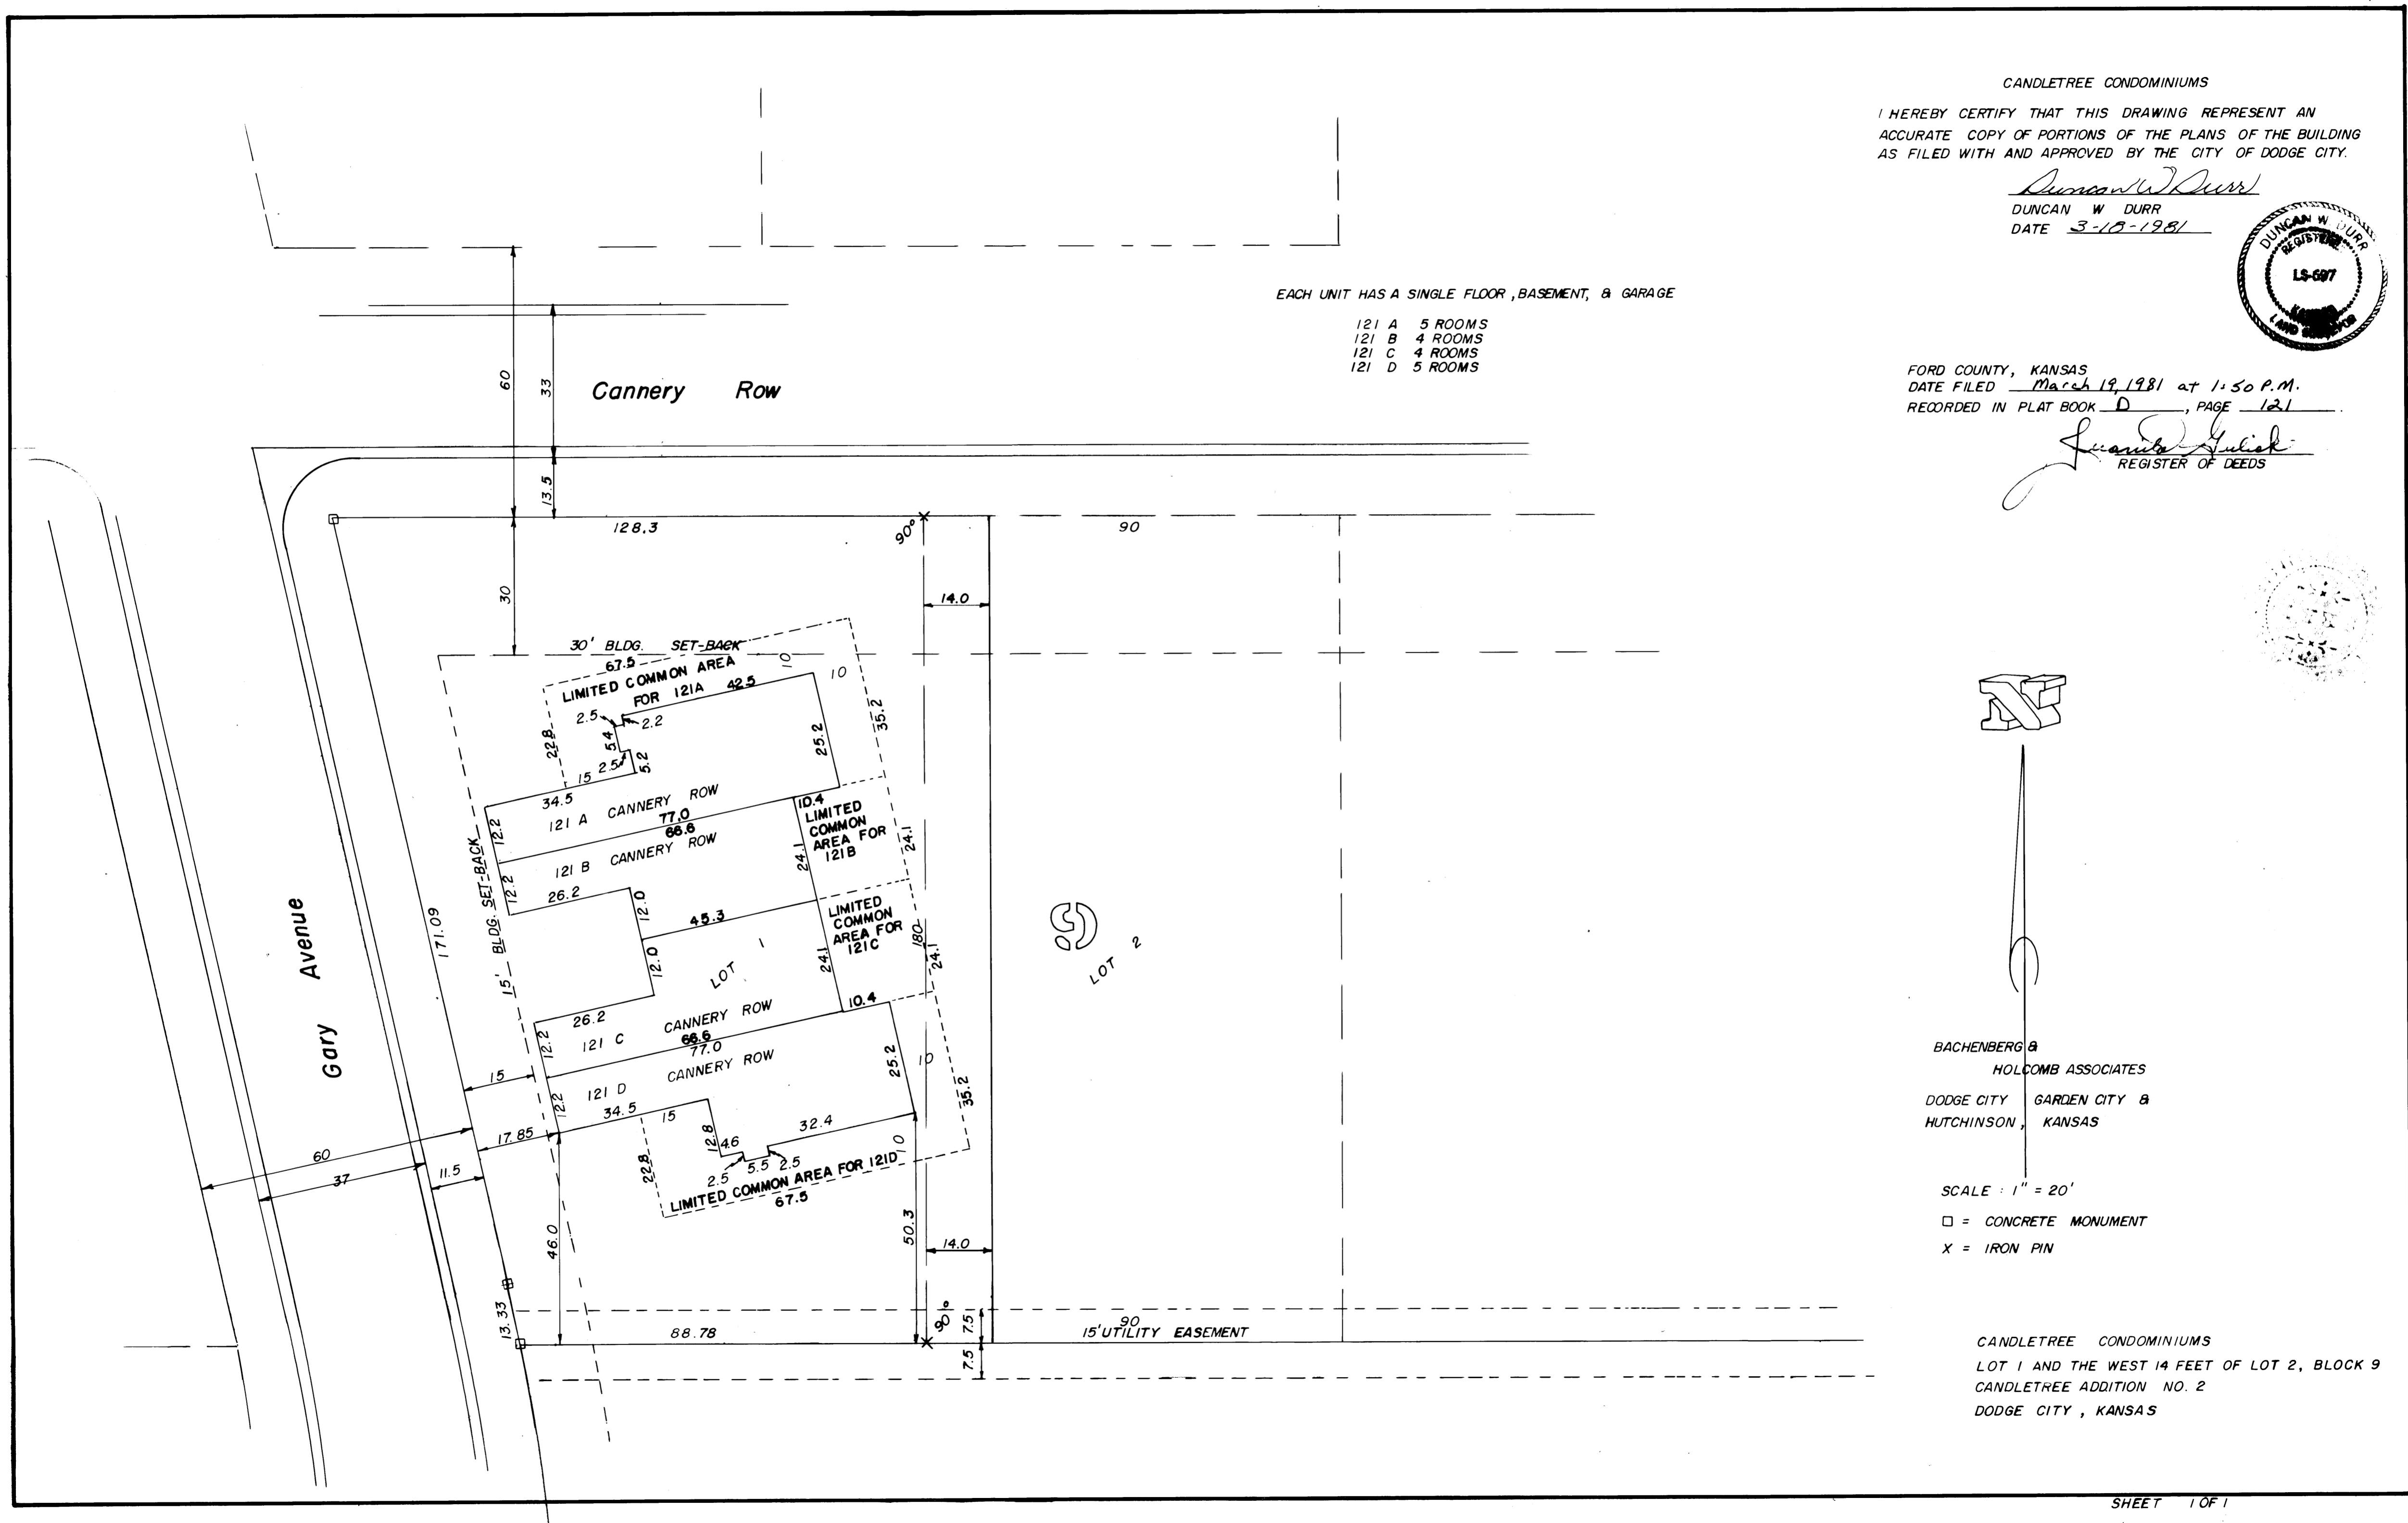 CANDLETREE CONDOMINIUMS
I HEREBY CERTIFY THAT THIS DRAWING REPRESENT AN
ACCURATE COPY OF PORTIONS OF THE PLANS OF THE BUILDING
AS FILED WITH AND APPROVED BY THE CITY OF DODGE CITY.
Duncan W Durr
DUNCAN W DURR
DATE 3-18-1981
DUNCAN W DURR
REGISTERED
LS-697
KANSAS
LAND SURVEYOR
EACH UNIT HAS A SINGLE FLOOR, BASEMENT, & GARAGE
121 A 5 ROOMS
121 B 4 ROOMS
121 C 4 ROOMS
121 D 5 ROOMS
FORD COUNTY, KANSAS
DATE FILED March 19, 1981 at 1:50 P.M.
RECORDED IN PLAT BOOK D, PAGE 121.
REGISTER OF DEEDS
60
33
Cannery Row
13.5
128.3
90°
90
30
14.0
30' BLDG. SET-BACK
67.5
LIMITED COMMON AREA
FOR 121A 42.5
10
10
2.5
2.2
22.8
5.4
2.5
5.2
25.2
35.2
15
34.5
121 A CANNERY ROW
77.0
66.6
121 B CANNERY ROW
12.2
12.2
26.2
12.0
10.4
LIMITED
COMMON
AREA FOR
121B
24.1
24.1
45.3
12.0
LIMITED
COMMON
AREA FOR
121C
24.1
180
24.1
LOT 1
9
LOT 2
15' BLDG. SET-BACK
171.09
Gary Avenue
26.2
121 C CANNERY ROW
66.6
77.0
121 D CANNERY ROW
10.4
12.2
12.2
25.2
10
35.2
15
34.5
15
17.85
60
37
11.5
12.8
4.6
32.4
22.8
2.5
5.5
2.5
10
LIMITED COMMON AREA FOR 121D
67.5
46.0
50.3
14.0
13.33
88.78
90°
7.5
90
15' UTILITY EASEMENT
7.5
N
BACHENBERG &
HOLCOMB ASSOCIATES
DODGE CITY GARDEN CITY &
HUTCHINSON, KANSAS
SCALE : 1" = 20'
□ = CONCRETE MONUMENT
X = IRON PIN
CANDLETREE CONDOMINIUMS
LOT 1 AND THE WEST 14 FEET OF LOT 2, BLOCK 9
CANDLETREE ADDITION NO. 2
DODGE CITY, KANSAS
SHEET 1 OF 1